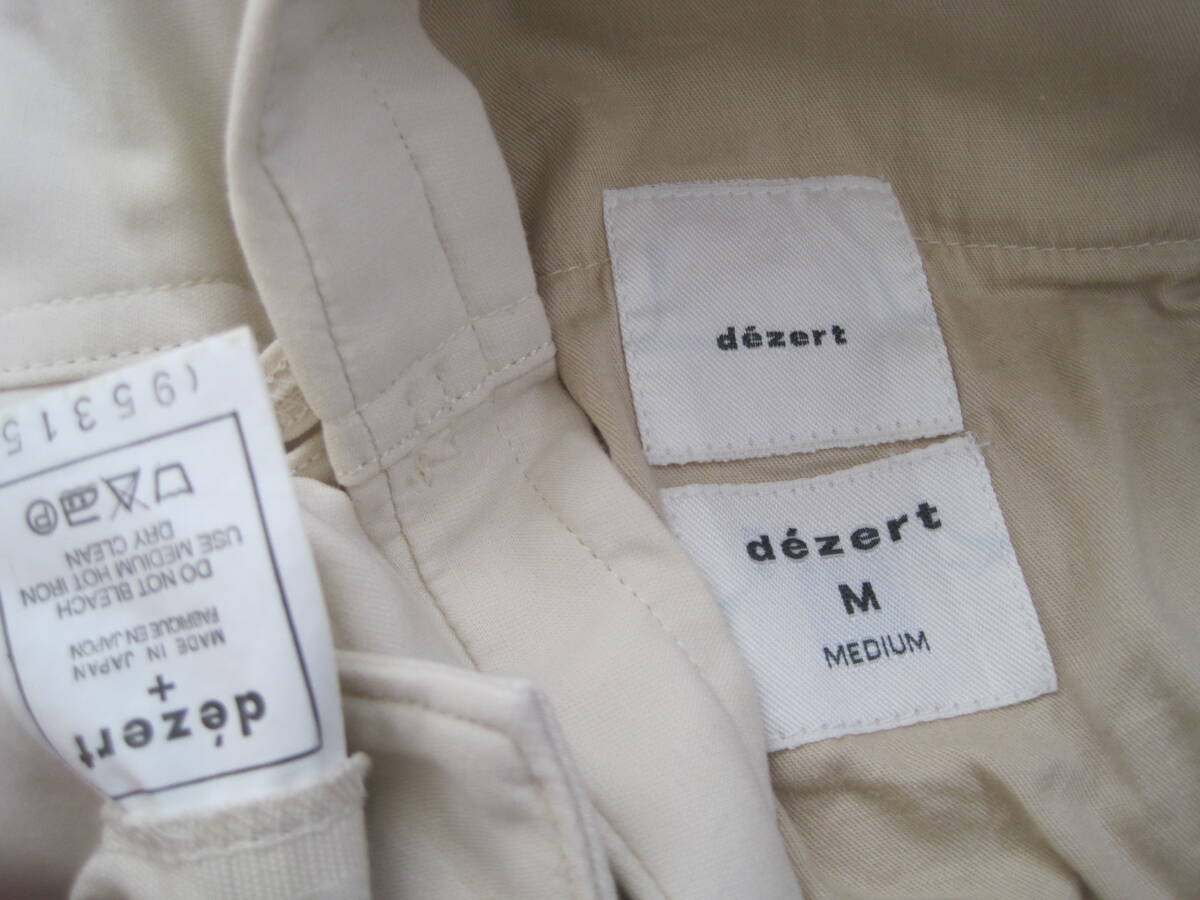 dézert
dézert
M
MEDIUM
dézert
+
MADE IN JAPAN
FABRIQUE EN JAPON
DO NOT BLEACH
USE MEDIUM HOT IRON
DRY CLEAN
P
(95315